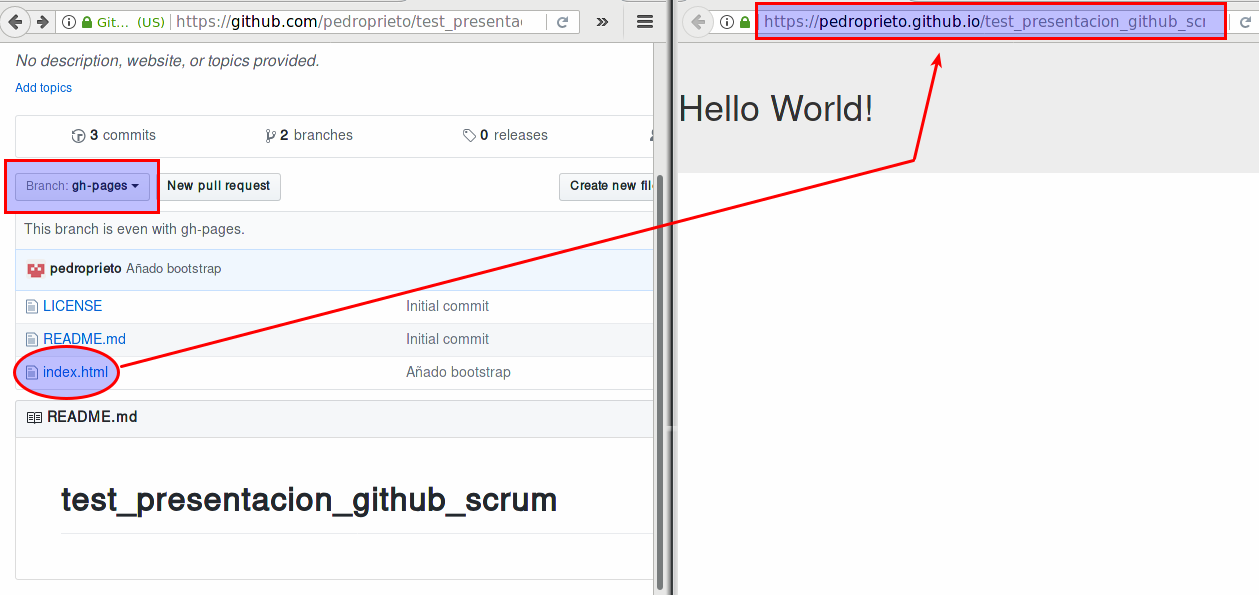 Git... (US) https://github.com/pedroprieto/test_presenta
No description, website, or topics provided.
Add topics
3 commits 2 branches 0 releases
Branch: gh-pages New pull request Create new fil
This branch is even with gh-pages.
pedroprieto Añado bootstrap
LICENSE Initial commit
README.md Initial commit
index.html Añado bootstrap
README.md
test_presentacion_github_scrum
https://pedroprieto.github.io/test_presentacion_github_scr
Hello World!